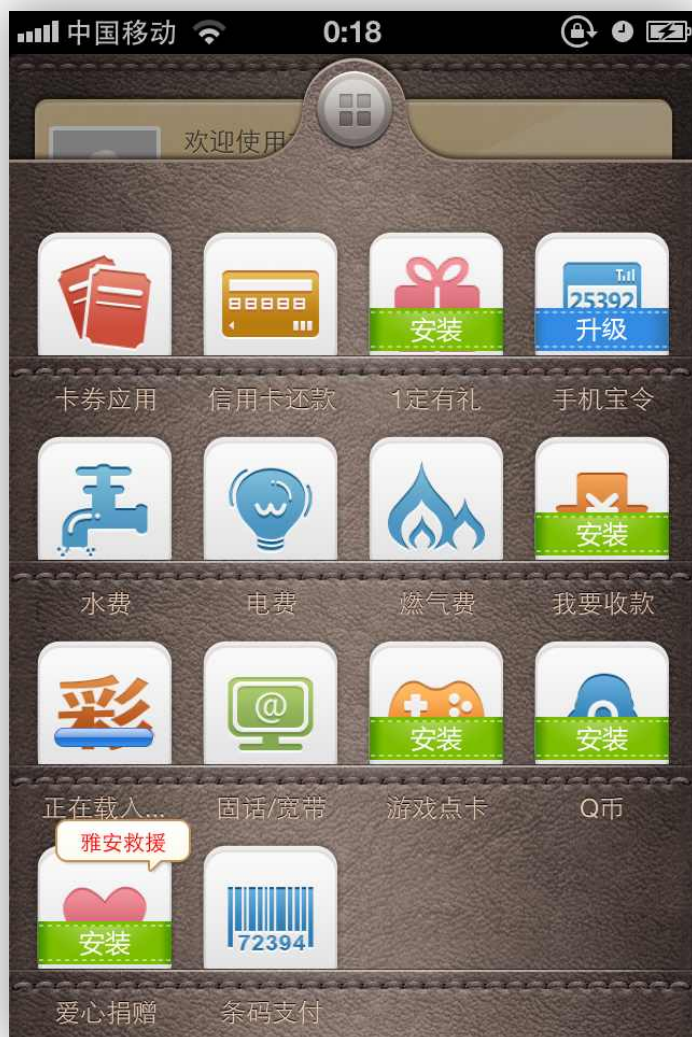 中国移动
0:18
欢迎使用
25392
安装
升级
卡券应用
信用卡还款
1定有礼
手机宝令
安装
水费
电费
燃气费
我要收款
彩
@
安装
安装
正在载入...
固话/宽带
游戏点卡
Q币
雅安救援
72394
安装
爱心捐赠
条码支付